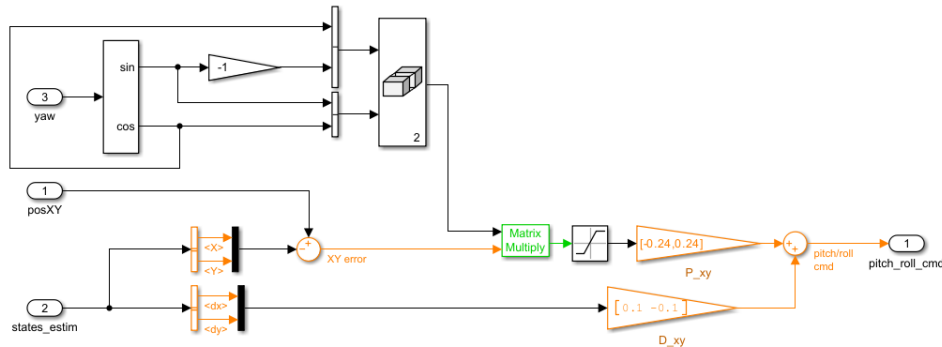 sin
-1
3
yaw
cos
2
1
posXY
<X>
<Y>
XY error
Matrix
Multiply
[-0.24,0.24]
P_xy
pitch/roll
cmd
1
pitch_roll_cmd
2
states_estim
<dx>
<dy>
[0.1 -0.1]
D_xy
+
−
+
+